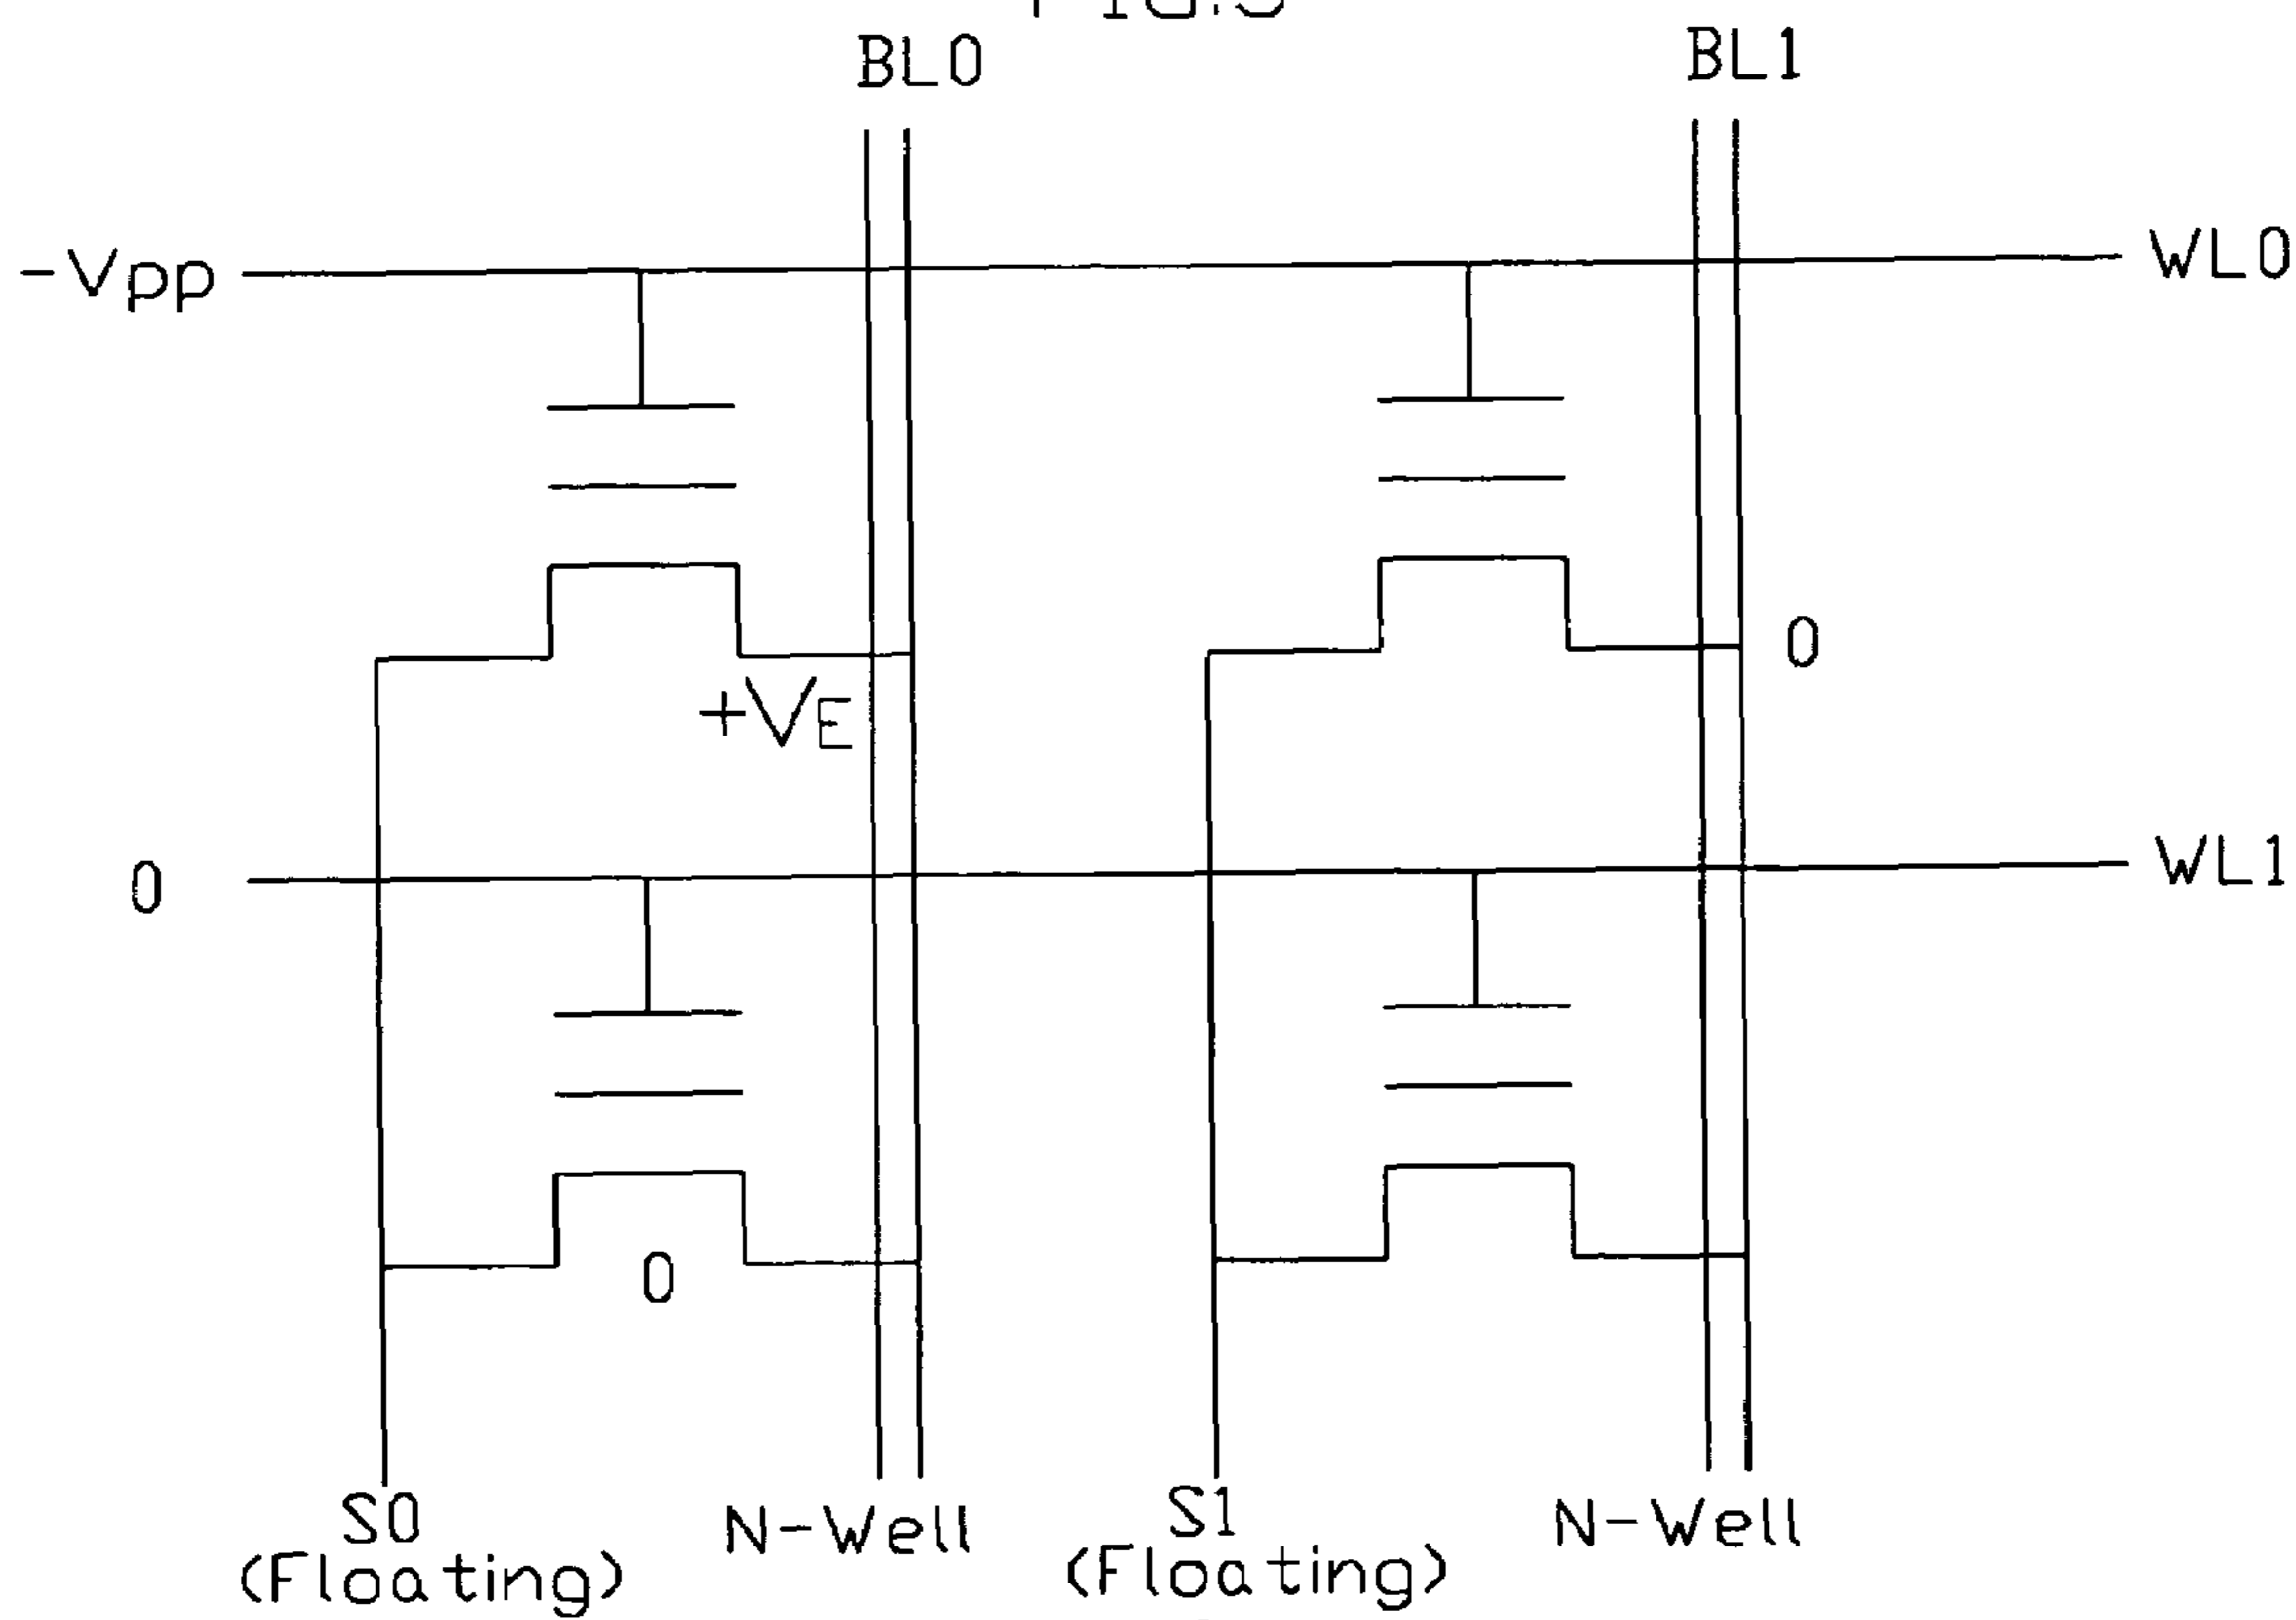 BL0 BL1
-Vpp WL0
0
+VE
0 WL1
0
S0 N-Well S1 N-Well
(Floating) (Floating)